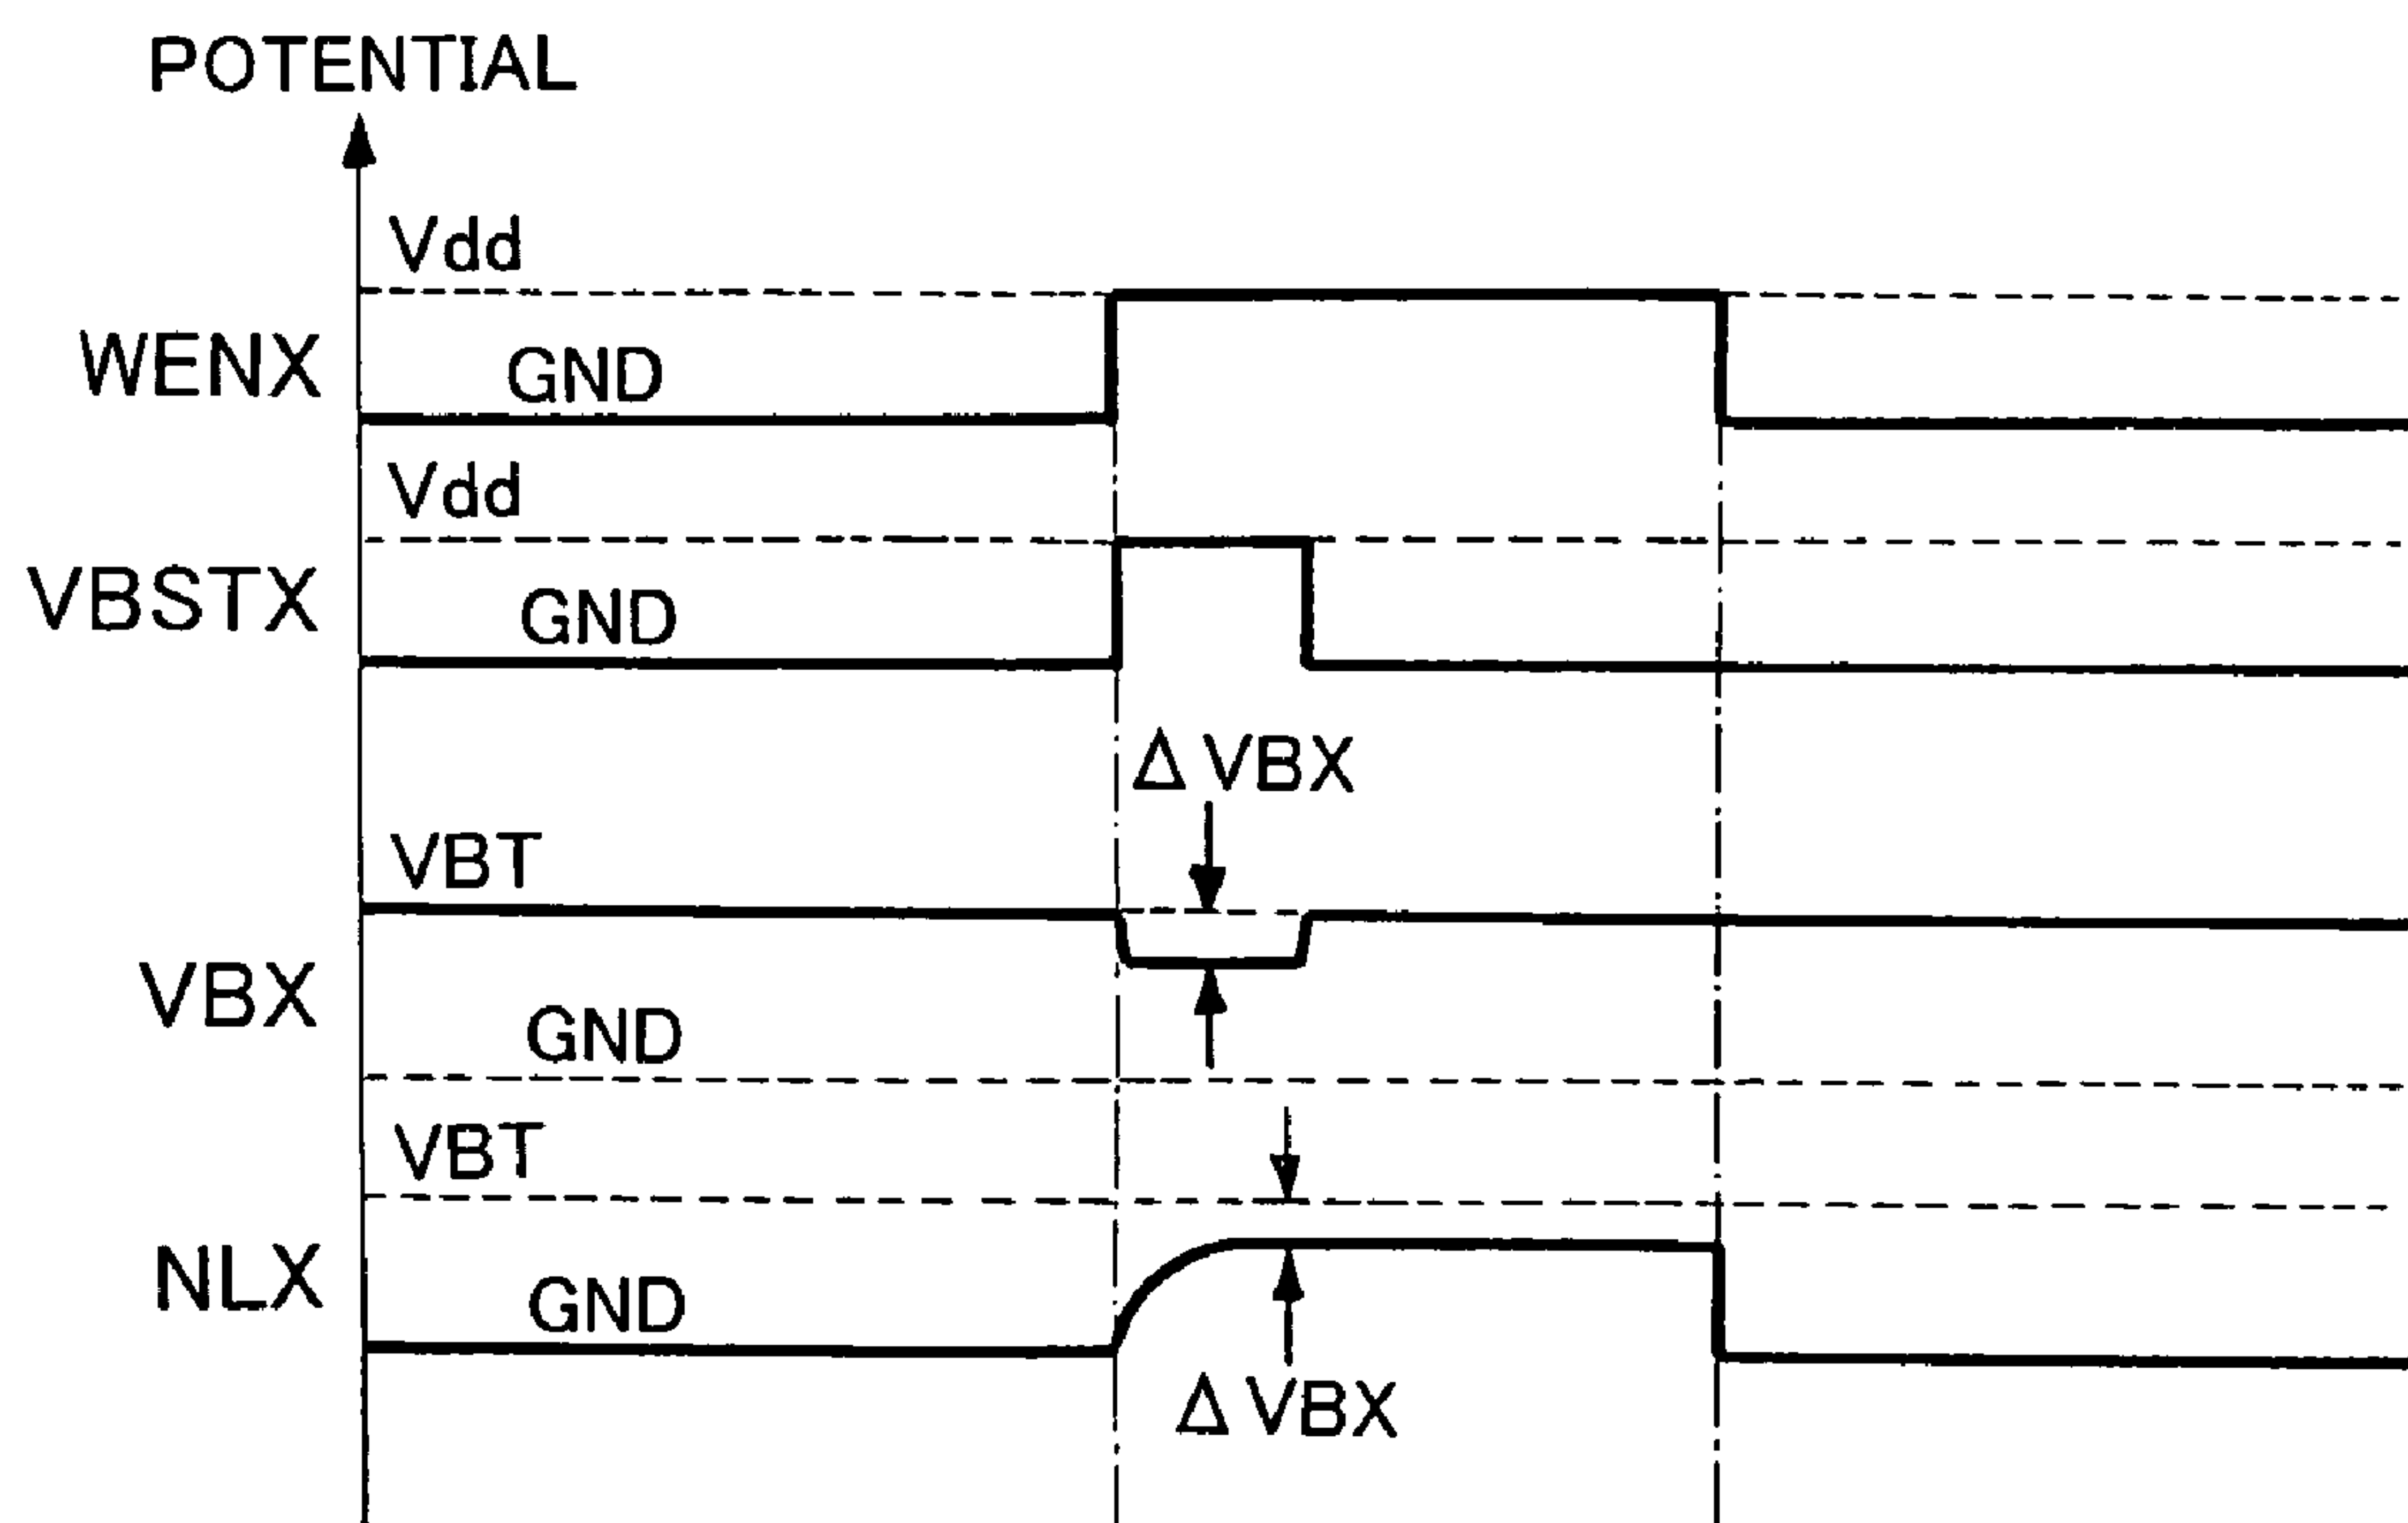 POTENTIAL
Vdd
WENX
GND
Vdd
VBSTX
GND
Δ VBX
VBT
VBX
GND
VBT
NLX
GND
Δ VBX